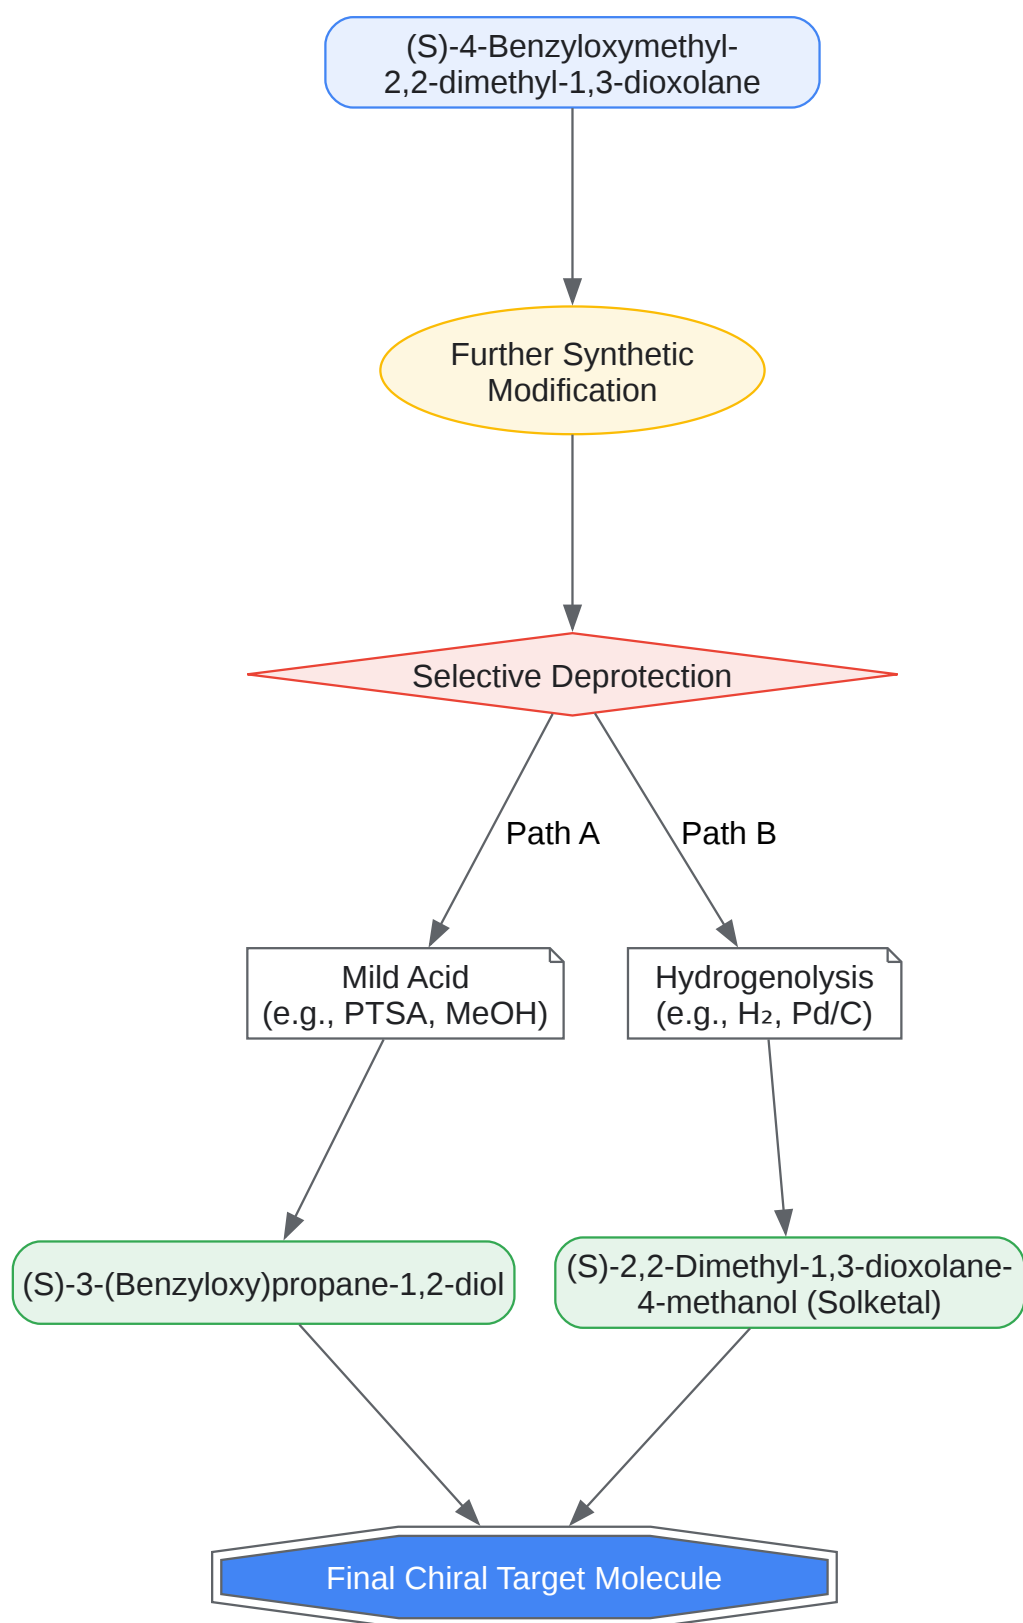 (S)-4-Benzyloxymethyl-
2,2-dimethyl-1,3-dioxolane
Further Synthetic
Modification
Selective Deprotection
Path A
Path B
Mild Acid
(e.g., PTSA, MeOH)
Hydrogenolysis
(e.g., H₂, Pd/C)
(S)-3-(Benzyloxy)propane-1,2-diol
(S)-2,2-Dimethyl-1,3-dioxolane-
4-methanol (Solketal)
Final Chiral Target Molecule